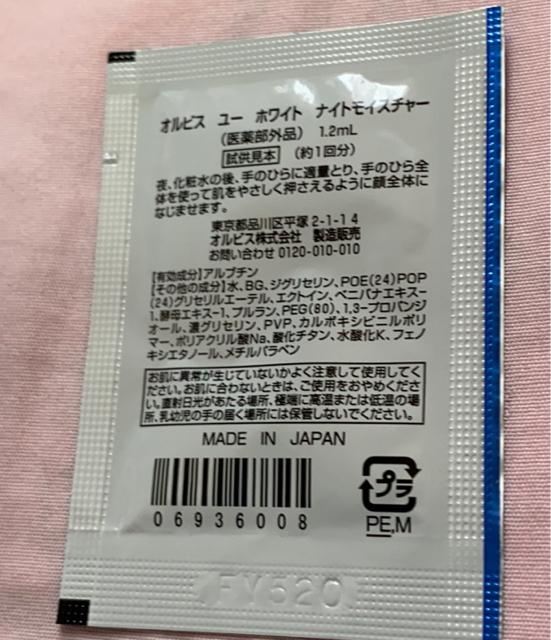 オルビス ユー ホワイト ナイトモイスチャー
(医薬部外品) 1.2mL
試供見本 (約1回分)
夜、化粧水の後、手のひらに適量とり、手のひら全
体を使って肌をやさしく押さえるように顔全体に
なじませます。
東京都品川区平塚2-1-14
オルビス株式会社 製造販売
お問い合わせ 0120-010-010
【有効成分】アルブチン
【その他の成分】水、BG、ジグリセリン、POE(24)POP
(24)グリセリルエーテル、エクトイン、ベニバナエキス-
1、酵母エキス-1、プルラン、PEG(80)、1,3-プロパンジ
オール、濃グリセリン、PVP、カルボキシビニルポリ
マー、ポリアクリル酸Na、酸化チタン、水酸化K、フェノ
キシエタノール、メチルパラベン
お肌に異常が生じていないかよく注意して使用してく
ださい。お肌に合わないときは、ご使用をおやめくださ
い。直射日光があたる場所、極端に高温または低温の場
所、乳幼児の手の届く場所には保管しないでください。
MADE IN JAPAN
06936008
プラ
PE,M
FY520